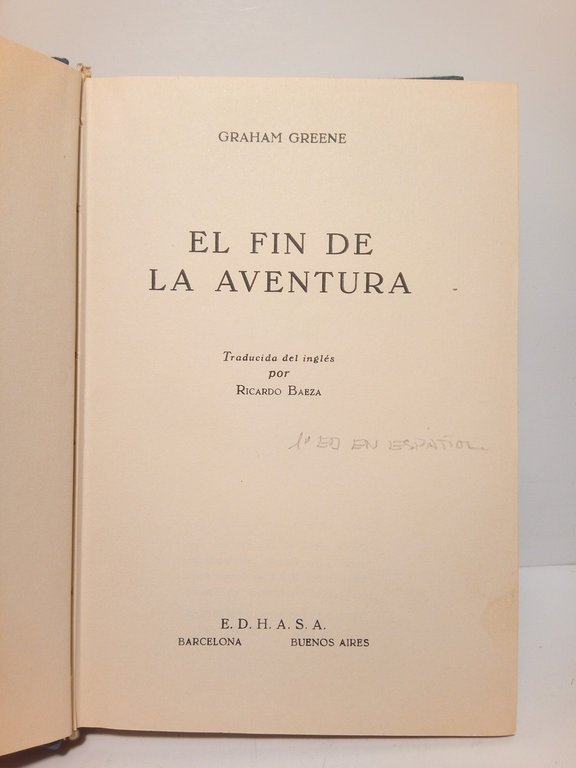 GRAHAM GREENE
EL FIN DE
LA AVENTURA
Traducida del inglés
por
RICARDO BAEZA
1ª ED EN ESPAÑOL.
E. D. H. A. S. A.
BARCELONA BUENOS AIRES